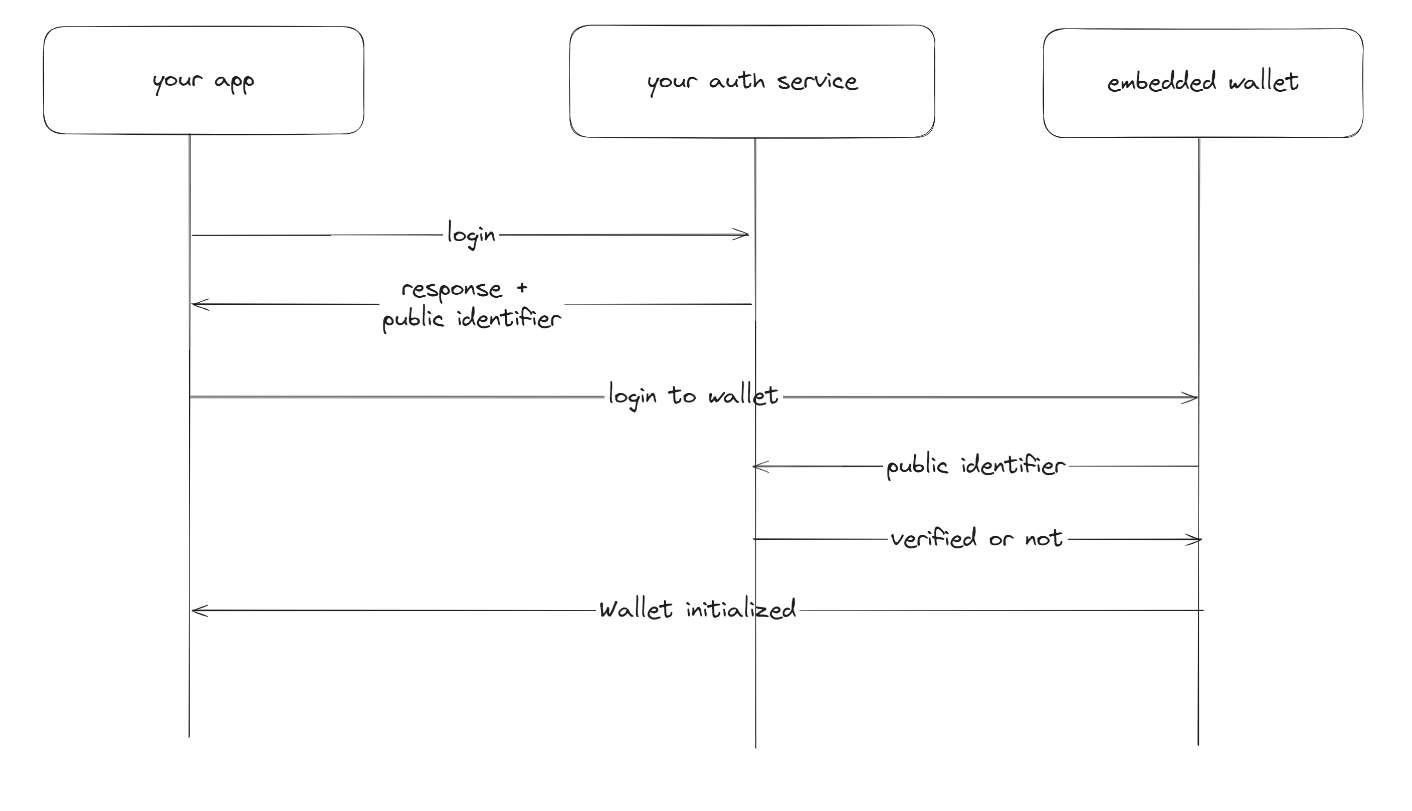 your app
your auth service
embedded wallet
login
response +
public identifier
login to wallet
public identifier
verified or not
Wallet initialized